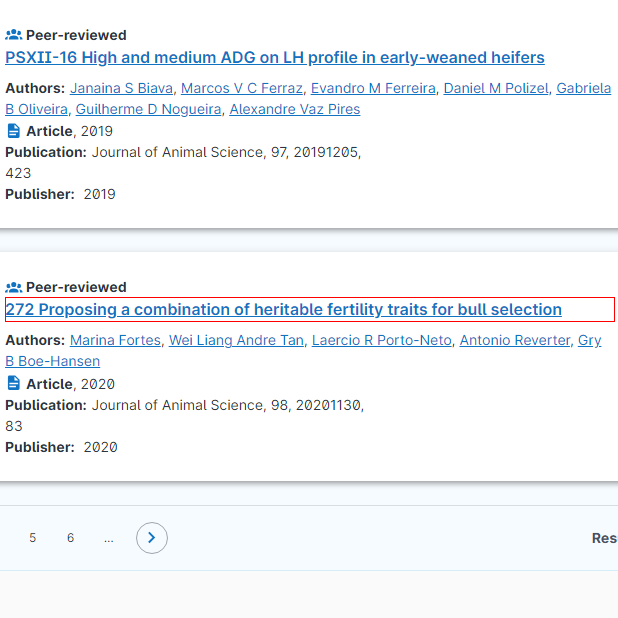 Peer-reviewed
PSXII-16 High and medium ADG on LH profile in early-weaned heifers
Authors: Janaina S Biava, Marcos V C Ferraz, Evandro M Ferreira, Daniel M Polizel, Gabriela
B Oliveira, Guilherme D Nogueira, Alexandre Vaz Pires
Article, 2019
Publication: Journal of Animal Science, 97, 20191205,
423
Publisher: 2019
Peer-reviewed
272 Proposing a combination of heritable fertility traits for bull selection
Authors: Marina Fortes, Wei Liang Andre Tan, Laercio R Porto-Neto, Antonio Reverter, Gry
B Boe-Hansen
Article, 2020
Publication: Journal of Animal Science, 98, 20201130,
83
Publisher: 2020
5 6 ... Res